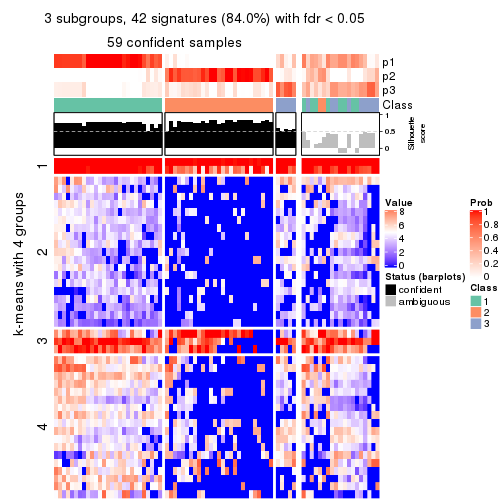 3 subgroups, 42 signatures (84.0%) with fdr < 0.05
59 confident samples
p1
p2
p3
Class
1
0.5
0
Silhouette
score
k-means with 4 groups
1
2
3
4
Value
8
6
4
2
0
Status (barplots)
confident
ambiguous
Prob
1
0.8
0.6
0.4
0.2
0
Class
1
2
3